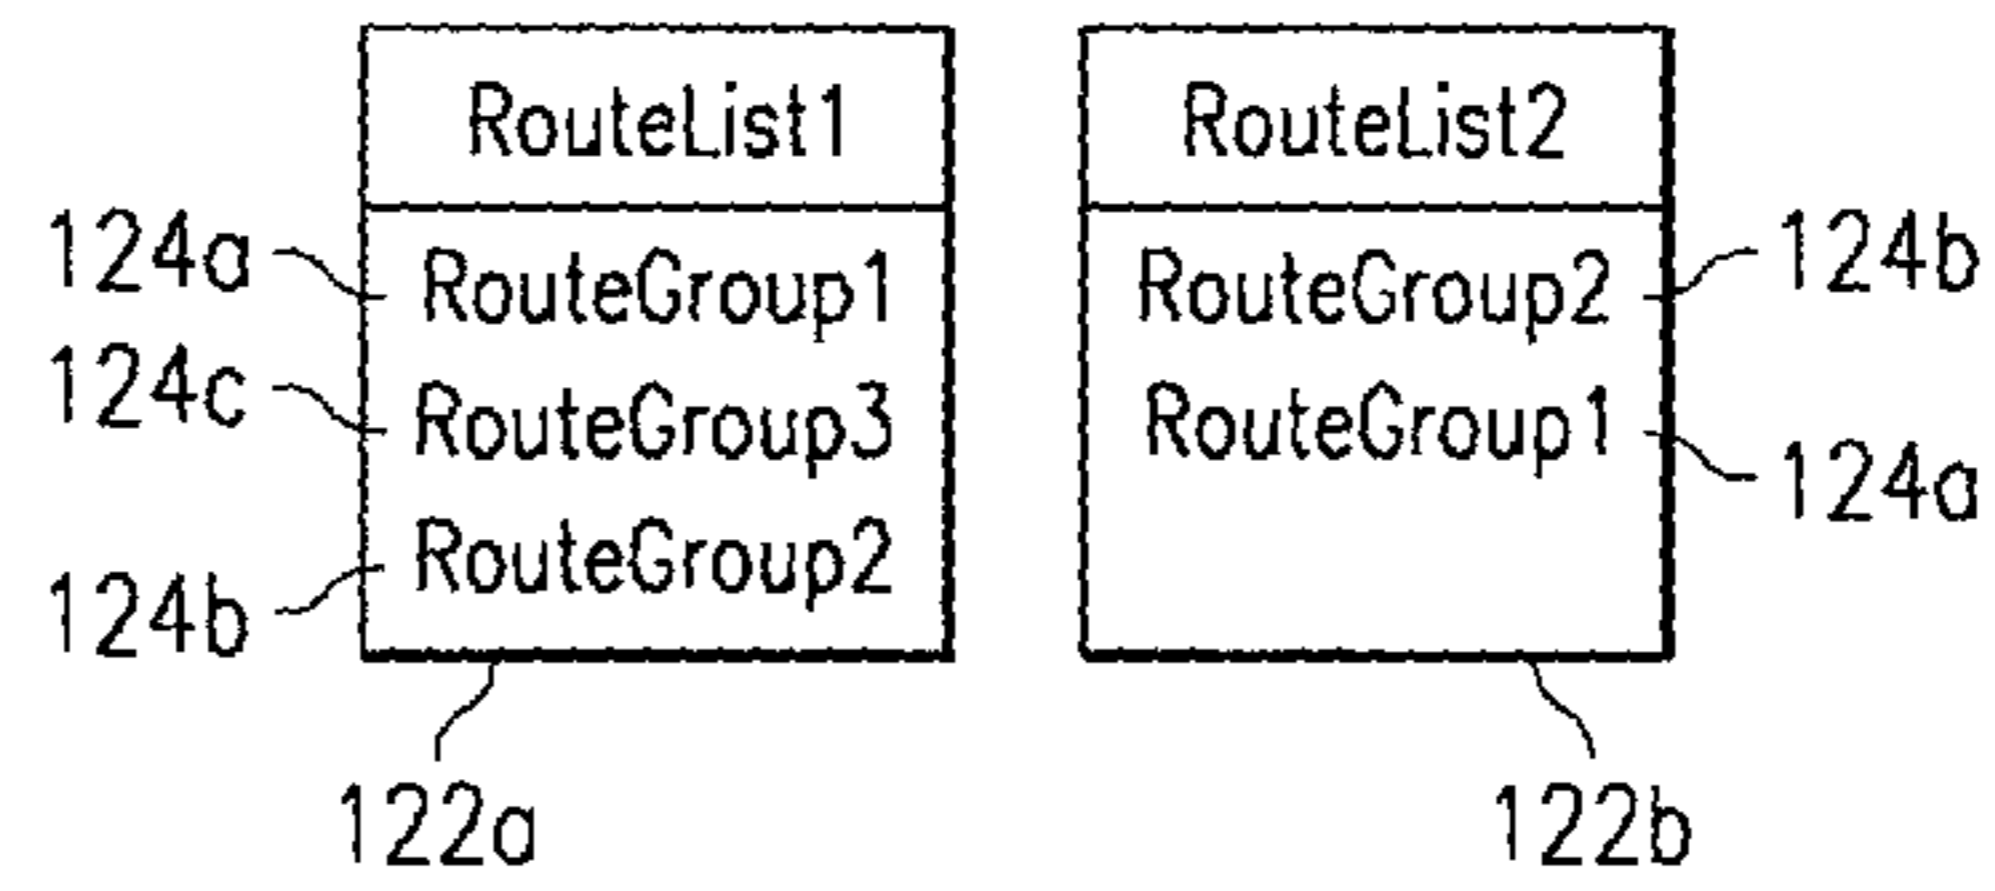 RouteList1
124a RouteGroup1
124c RouteGroup3
124b RouteGroup2
122a
RouteList2
RouteGroup2 124b
RouteGroup1 124a
122b